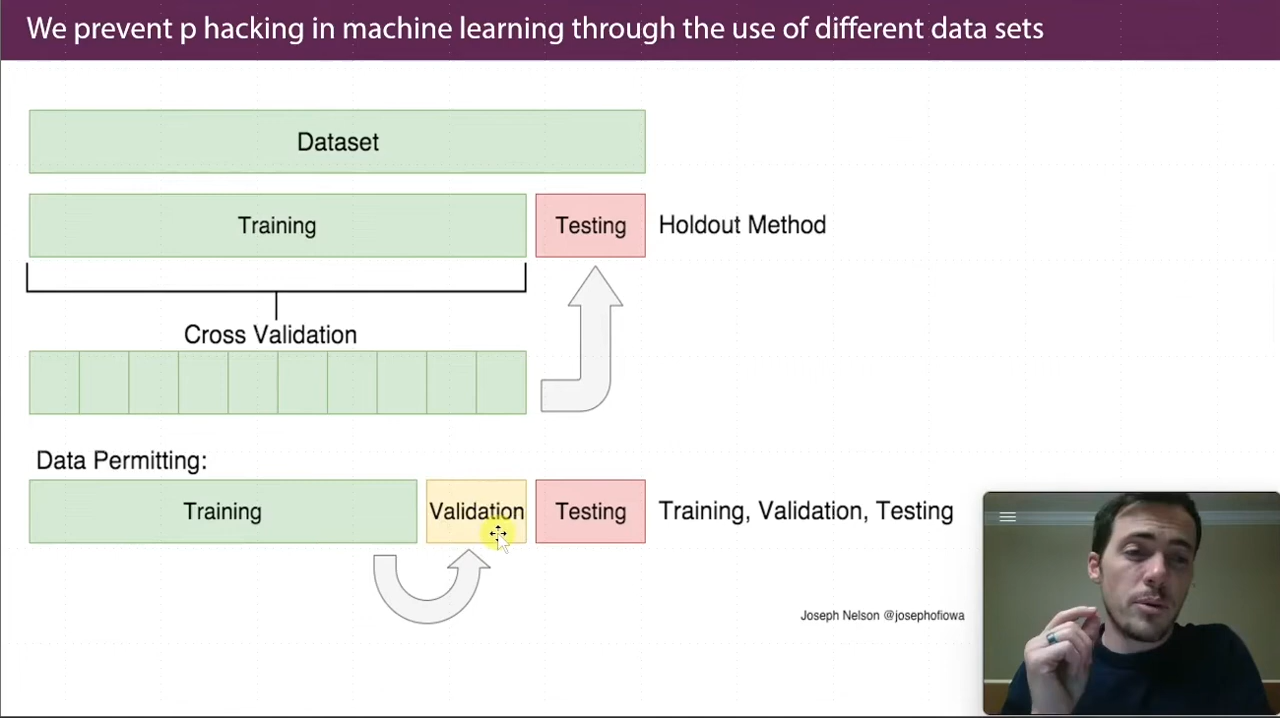 We prevent p hacking in machine learning through the use of different data sets
Dataset
Training
Testing
Holdout Method
Cross Validation
Data Permitting:
Training
Validation
Testing
Training, Validation, Testing
Joseph Nelson @josephofiowa